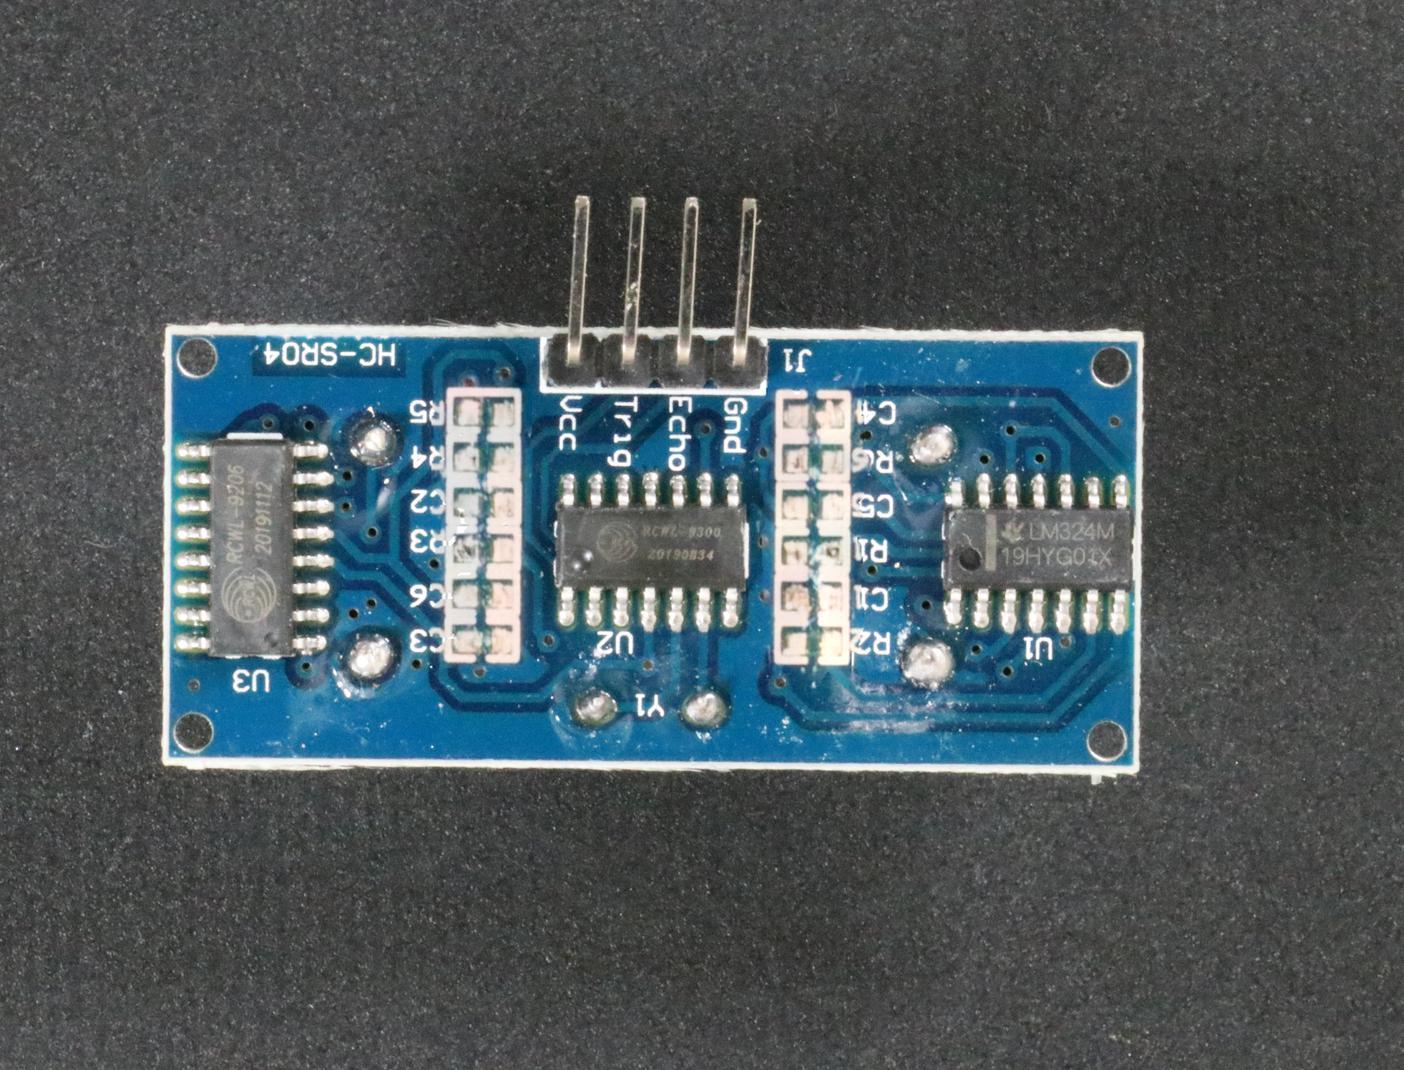 HC-SR04
J1
Vcc
Trig
Echo
Gnd
R5
R4
C2
R3
C6
C3
C4
R6
C5
R1
C1
R2
RCWL-9206
20191112
U3
RCWL-9300
20190834
U2
LM324M
19HYG01X
U1
Y1